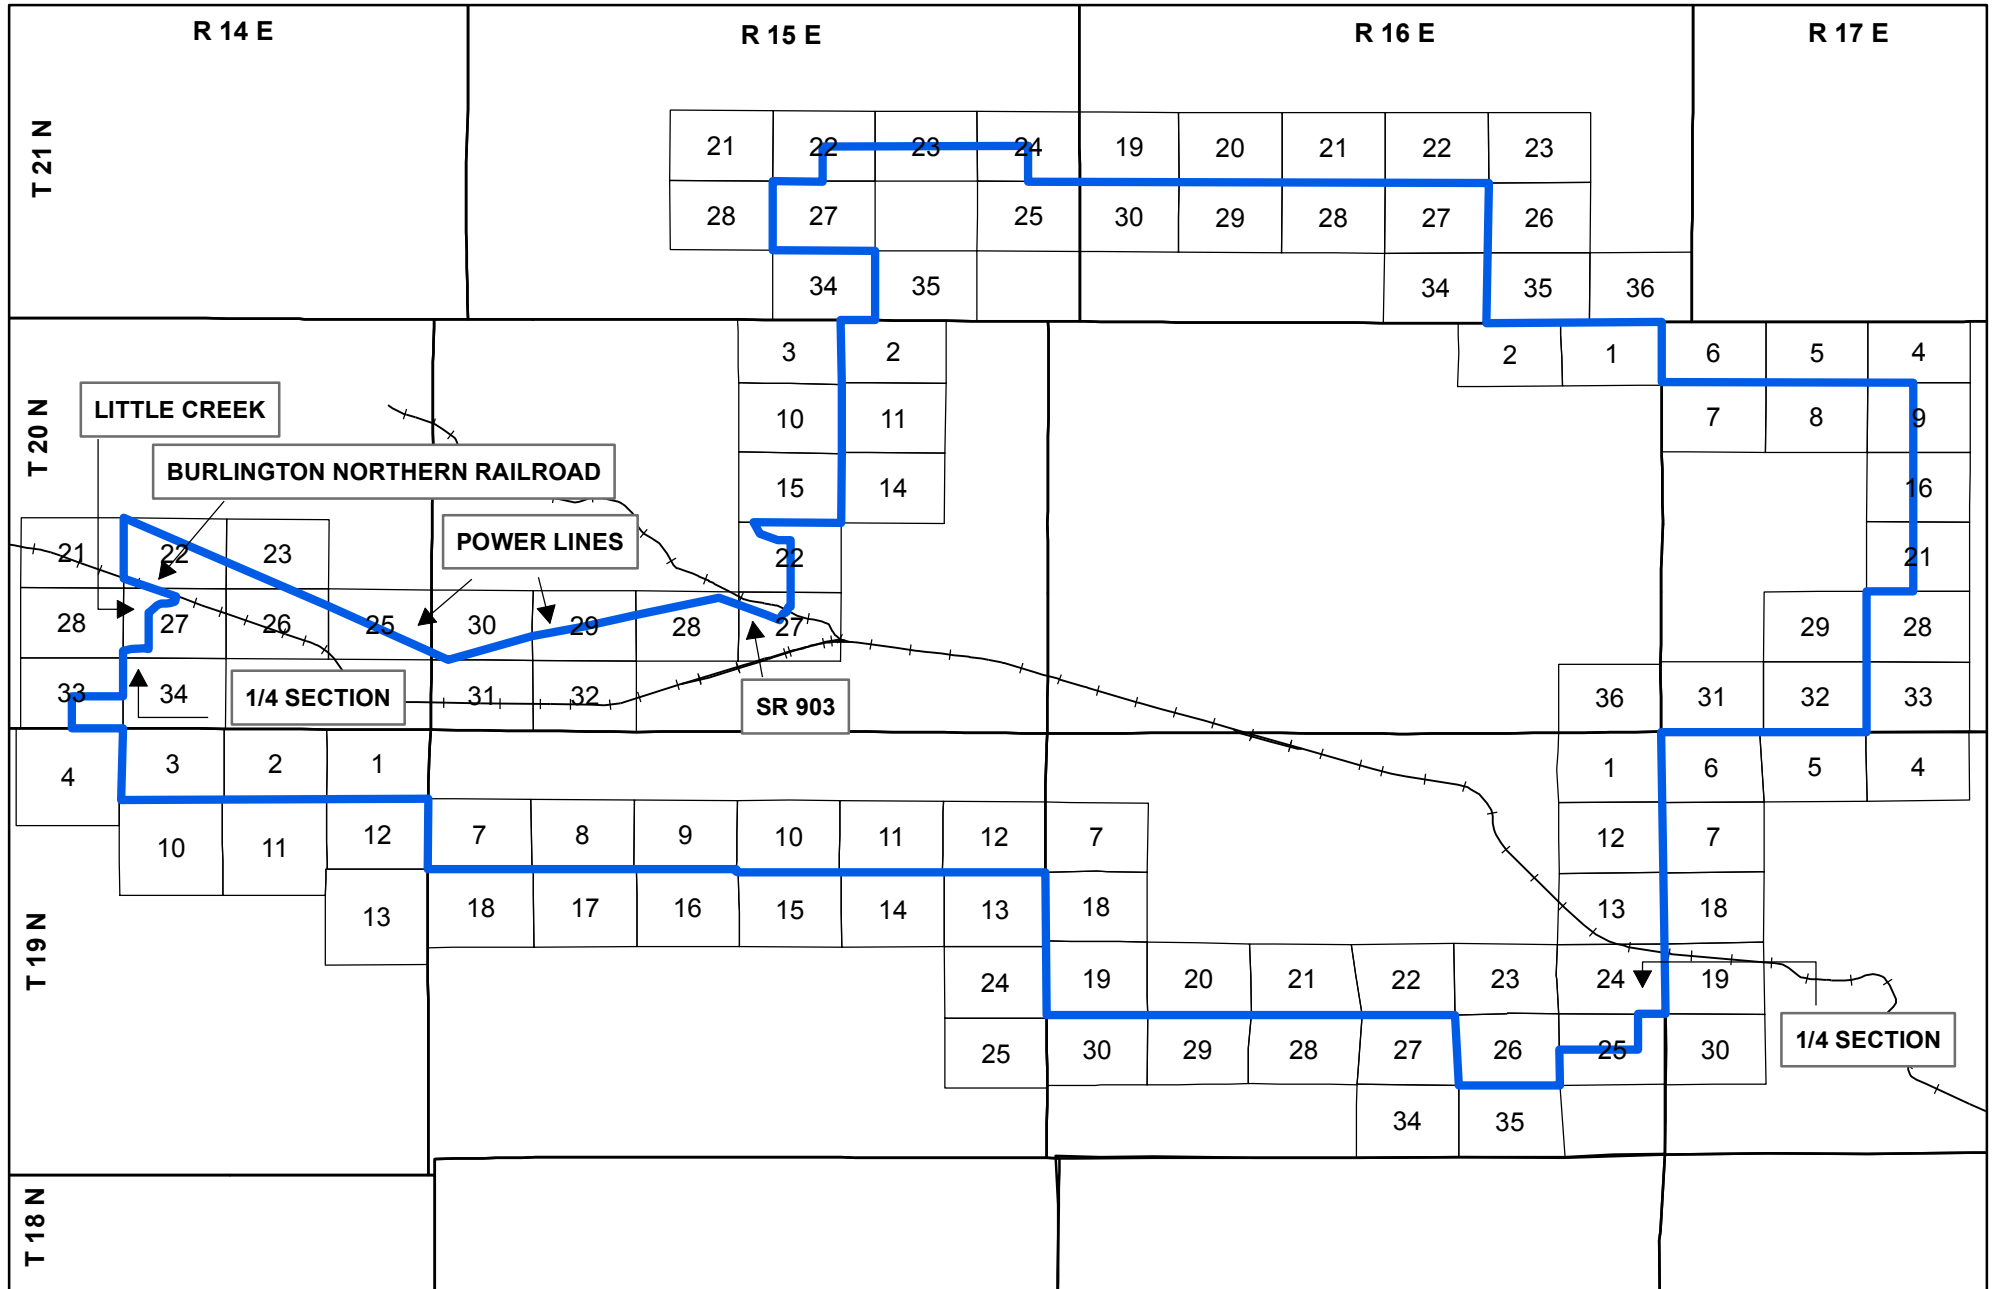 R 14 E R 15 E R 16 E R 17 E
T 21 N
21 22 23 24 19 20 21 22 23
28 27 25 30 29 28 27 26
34 35 34 35 36
T 20 N
3 2 2 1 6 5 4
LITTLE CREEK
10 11 7 8 9
BURLINGTON NORTHERN RAILROAD
15 14 16
POWER LINES
21 22 23 22 21
28 27 26 25 30 29 28 27 29 28
33 34 1/4 SECTION 31 32 SR 903 36 31 32 33
4 3 2 1 1 6 5 4
10 11 12 7 8 9 10 11 12 7 12 7
T 19 N
13 18 17 16 15 14 13 18 13 18
24 19 20 21 22 23 24 19
25 30 29 28 27 26 25 30 1/4 SECTION
34 35
T 18 N